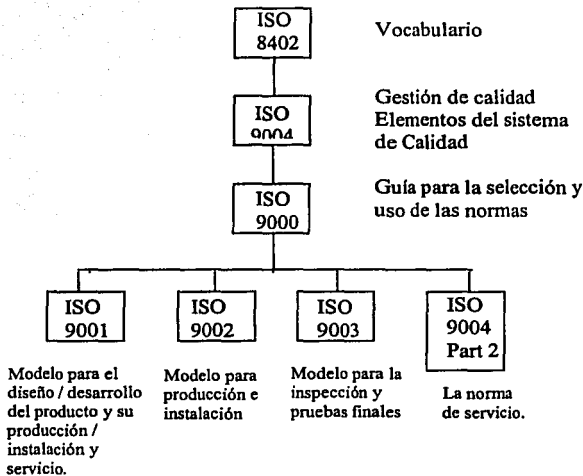 ISO
8402
Vocabulario
ISO
9004
Gestión de calidad
Elementos del sistema
de Calidad
ISO
9000
Guía para la selección y
uso de las normas
ISO
9001
ISO
9002
ISO
9003
ISO
9004
Part 2
Modelo para el
diseño / desarrollo
del producto y su
producción /
instalación y
servicio.
Modelo para
producción e
instalación
Modelo para la
inspección y
pruebas finales
La norma
de servicio.